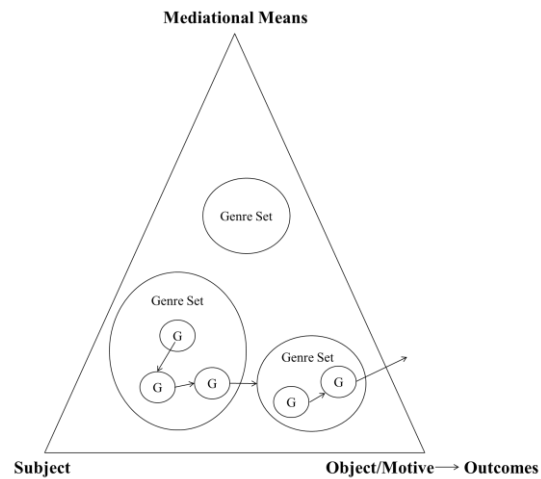 Mediational Means
Genre Set
Genre Set
G
Genre Set
G
G
G
G
Subject
Object/Motive
Outcomes